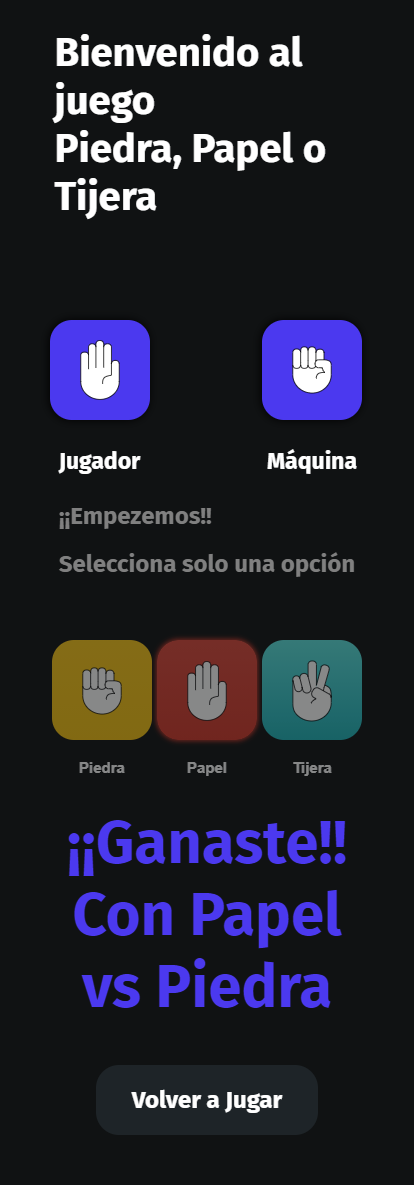 Bienvenido al
juego
Piedra, Papel o
Tijera
Jugador
Máquina
¡¡Empezemos!!
Selecciona solo una opción
Piedra
Papel
Tijera
¡¡Ganaste!!
Con Papel
vs Piedra
Volver a Jugar